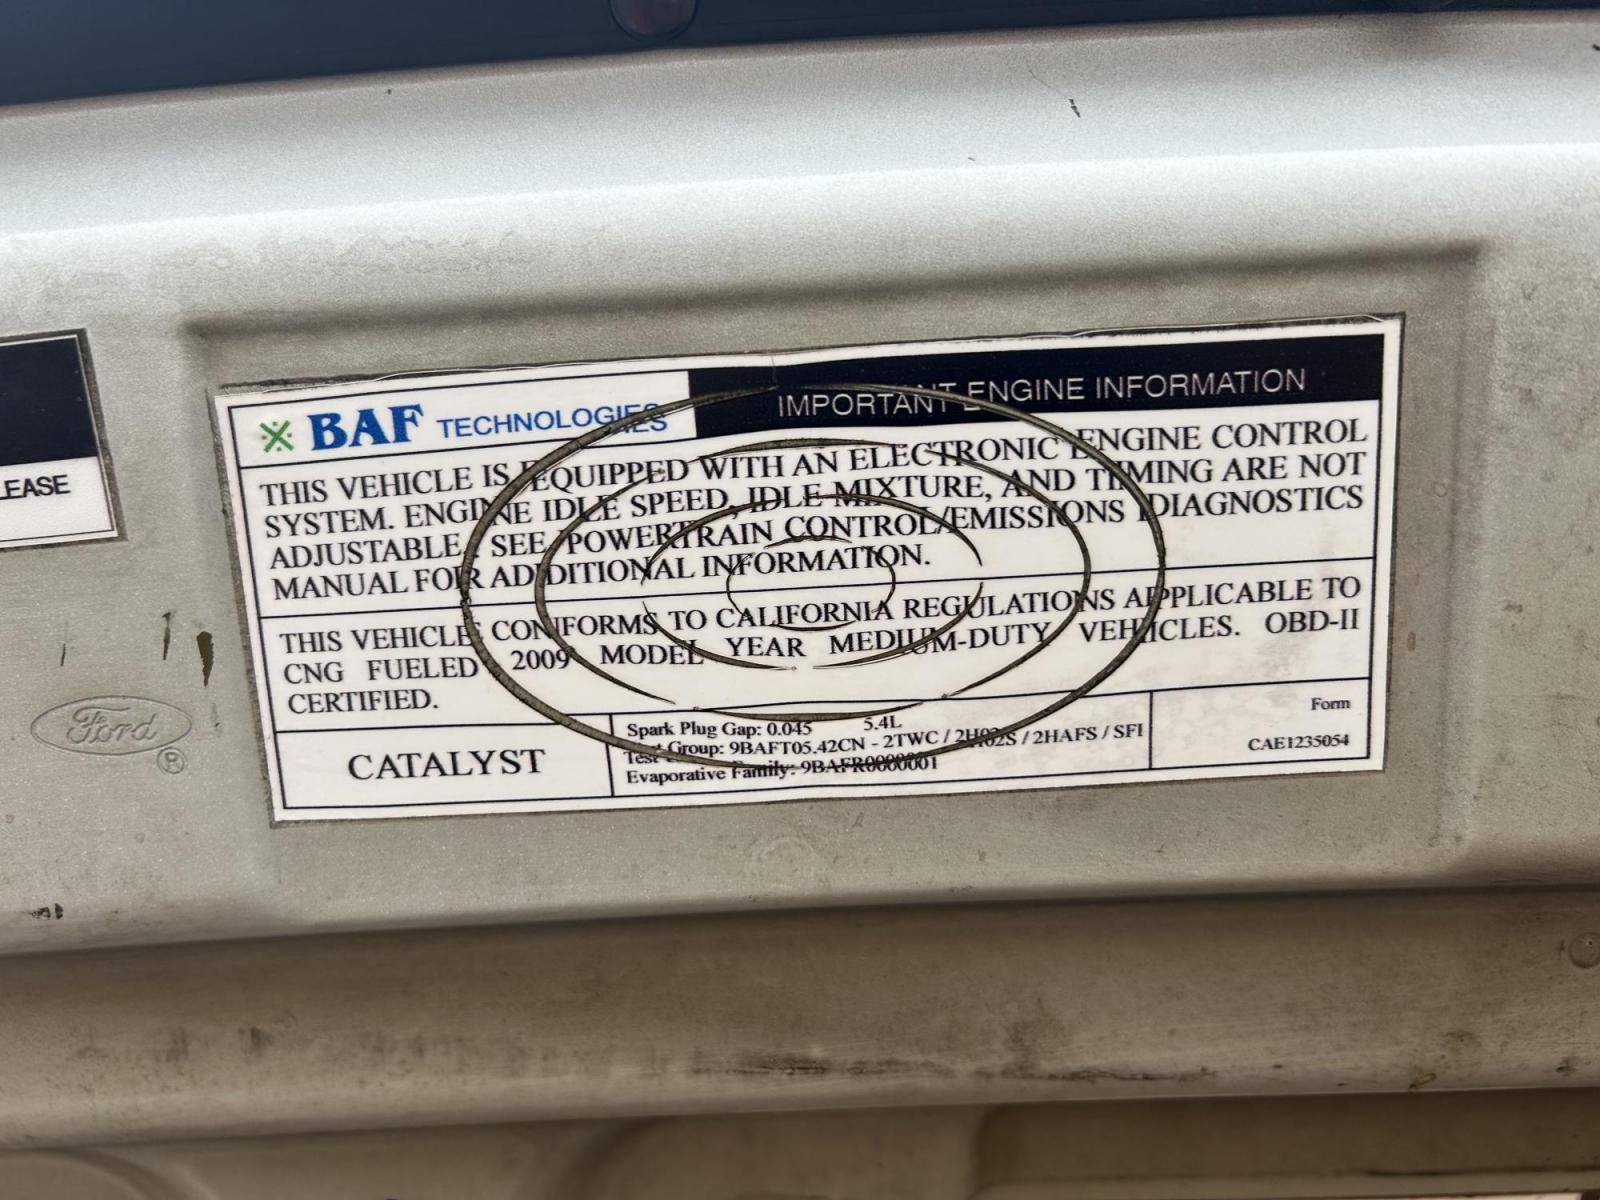 BAF TECHNOLOGIES
IMPORTANT ENGINE INFORMATION
THIS VEHICLE IS EQUIPPED WITH AN ELECTRONIC ENGINE CONTROL
SYSTEM. ENGINE IDLE SPEED, IDLE MIXTURE, AND TIMING ARE NOT
ADJUSTABLE. SEE POWERTRAIN CONTROL/EMISSIONS DIAGNOSTICS
MANUAL FOR ADDITIONAL INFORMATION.
THIS VEHICLE CONFORMS TO CALIFORNIA REGULATIONS APPLICABLE TO
CNG FUELED 2009 MODEL YEAR MEDIUM-DUTY VEHICLES. OBD-II
CERTIFIED.
CATALYST
Spark Plug Gap: 0.045 5.4L
Test Group: 9BAFT05.42CN - 2TWC / 2H02S / 2HAFS / SFI
Evaporative Family: 9BAFR0000001
Form
CAE1235054
LEASE
Ford
®